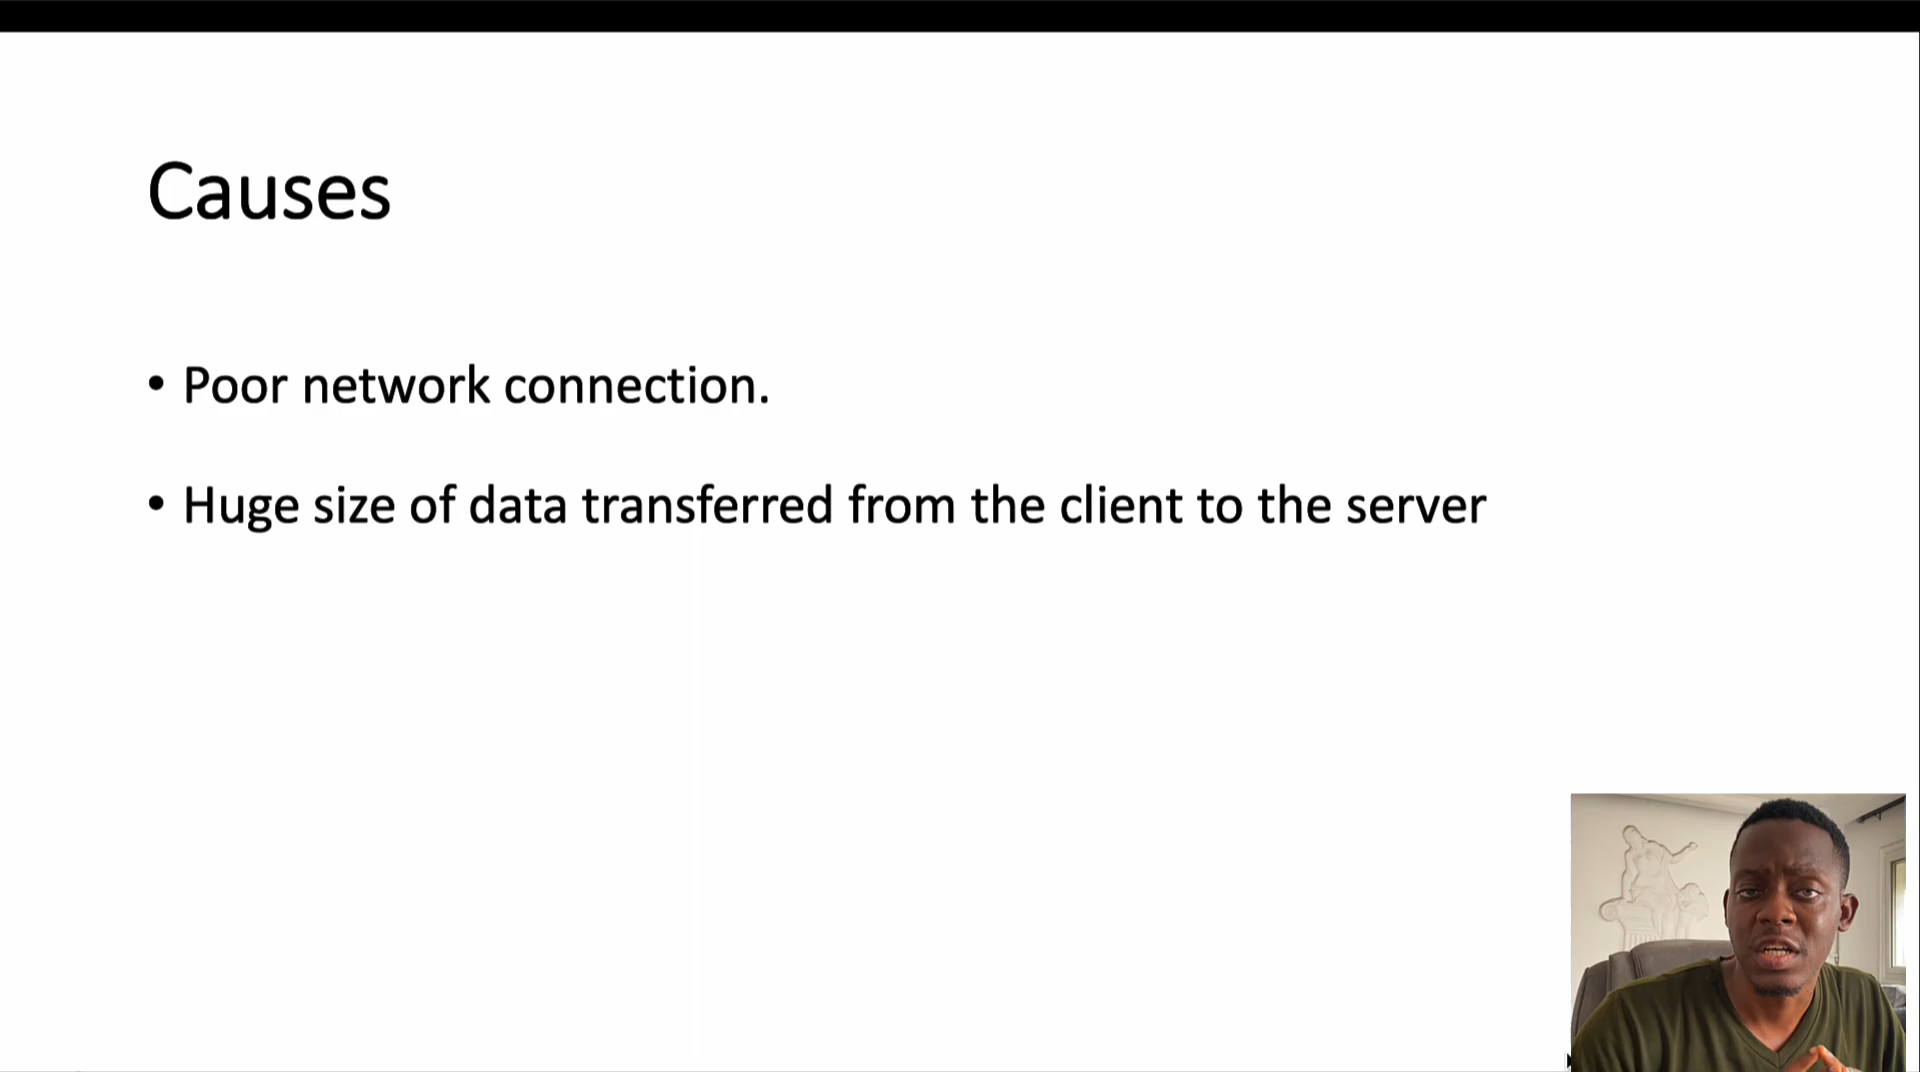 Causes
• Poor network connection.
• Huge size of data transferred from the client to the server